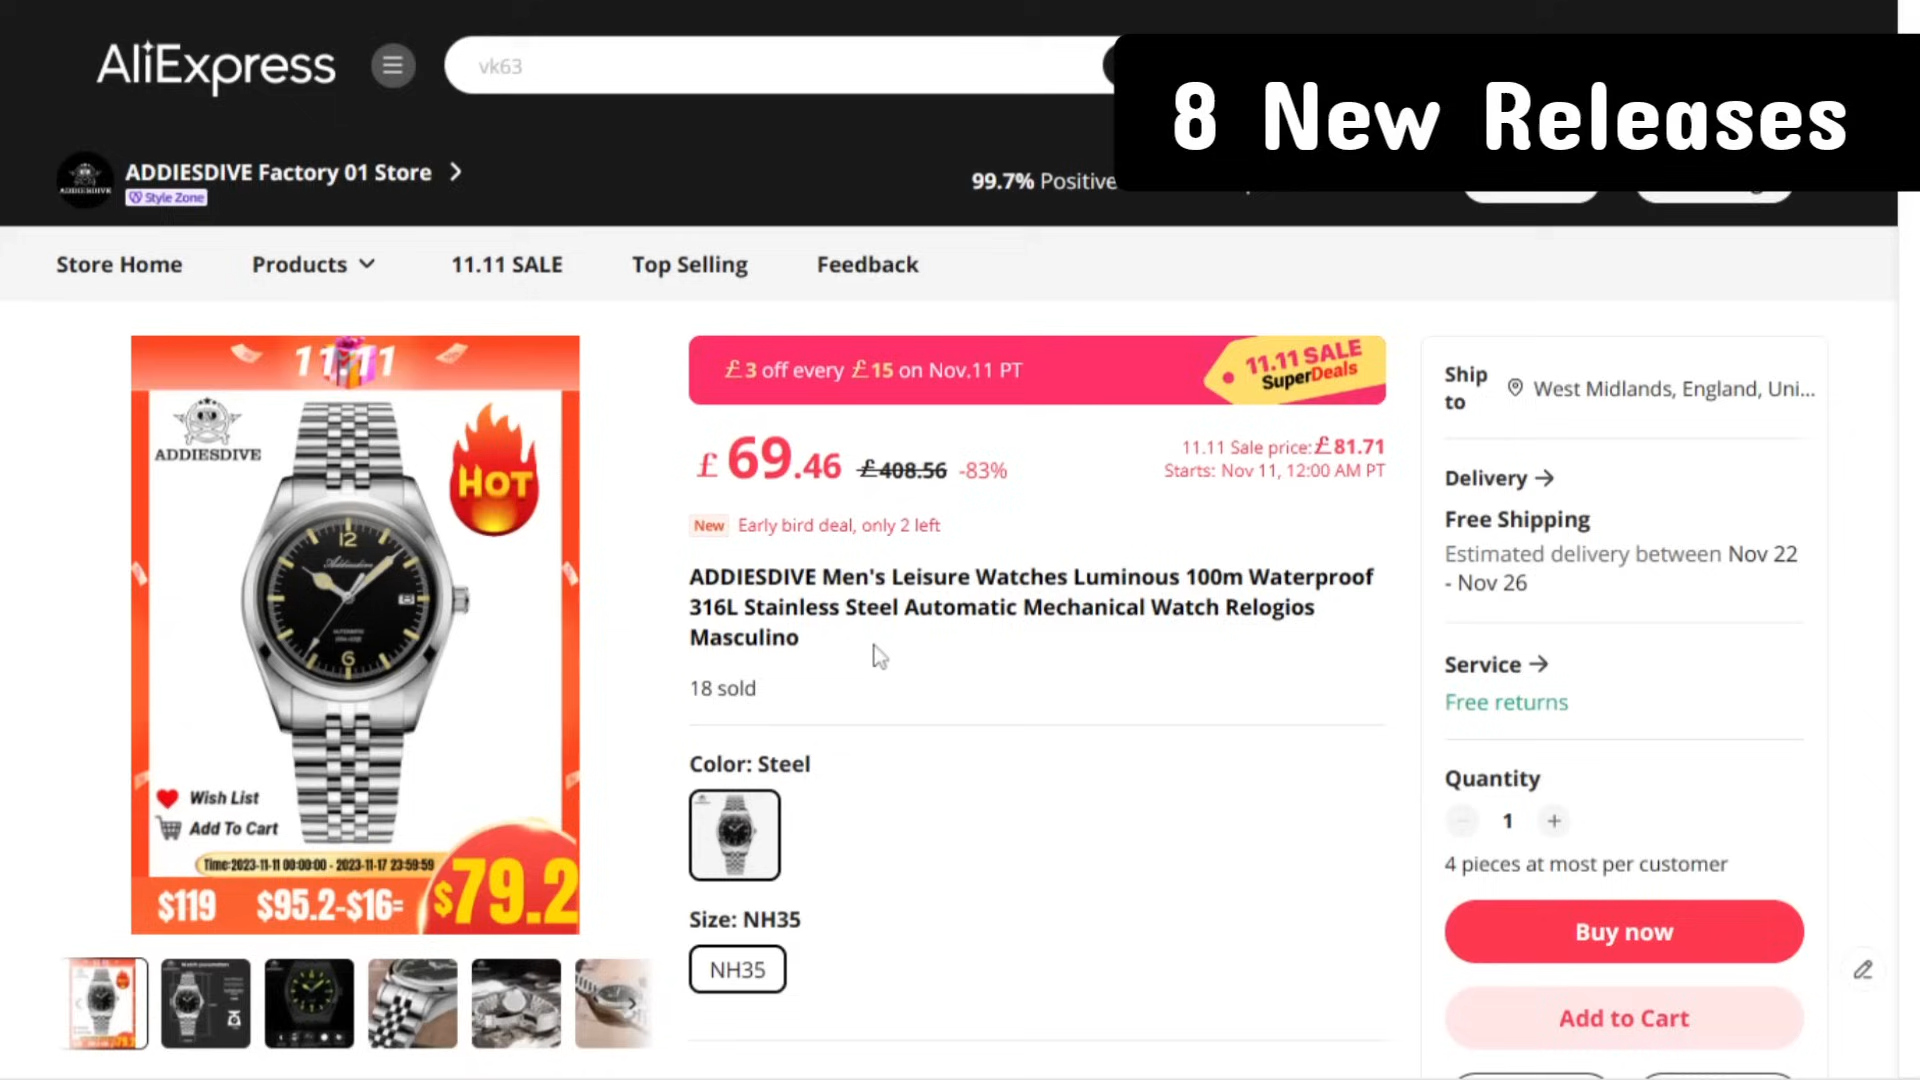 AliExpress
vk63
8 New Releases
ADDIESDIVE Factory 01 Store
Style Zone
99.7% Positive
Store Home
Products
11.11 SALE
Top Selling
Feedback
11 11
ADDIESDIVE
HOT
12
Addiesdive
AUTOMATIC
6
Wish List
Add To Cart
Time:2023-11-11 00:00:00 - 2023-11-17 23:59:59
$119
$95.2-$16=
$79.2
£3 off every £15 on Nov.11 PT
11.11 SALE
SuperDeals
£69.46 £408.56 -83%
11.11 Sale price:£81.71
Starts: Nov 11, 12:00 AM PT
New Early bird deal, only 2 left
ADDIESDIVE Men's Leisure Watches Luminous 100m Waterproof
316L Stainless Steel Automatic Mechanical Watch Relogios
Masculino
18 sold
Color: Steel
Size: NH35
NH35
Ship
to
West Midlands, England, Uni...
Delivery
Free Shipping
Estimated delivery between Nov 22
- Nov 26
Service
Free returns
Quantity
1
4 pieces at most per customer
Buy now
Add to Cart